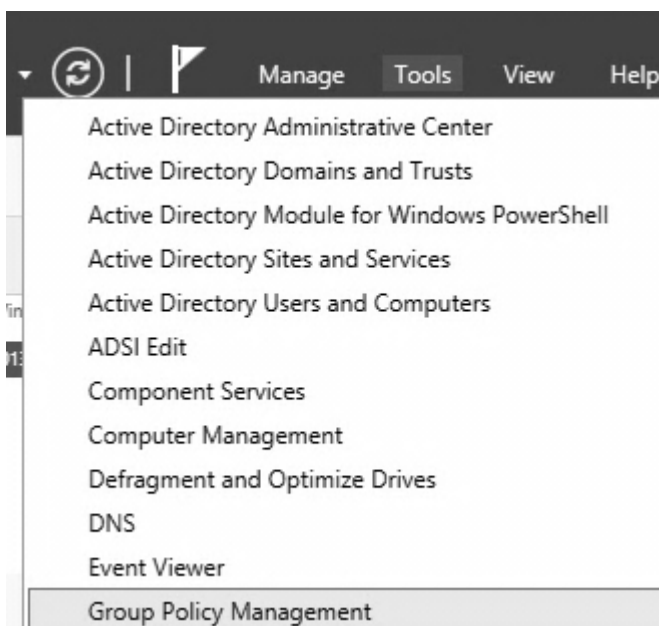 Manage Tools View Help
Active Directory Administrative Center
Active Directory Domains and Trusts
Active Directory Module for Windows PowerShell
Active Directory Sites and Services
Active Directory Users and Computers
ADSI Edit
Component Services
Computer Management
Defragment and Optimize Drives
DNS
Event Viewer
Group Policy Management